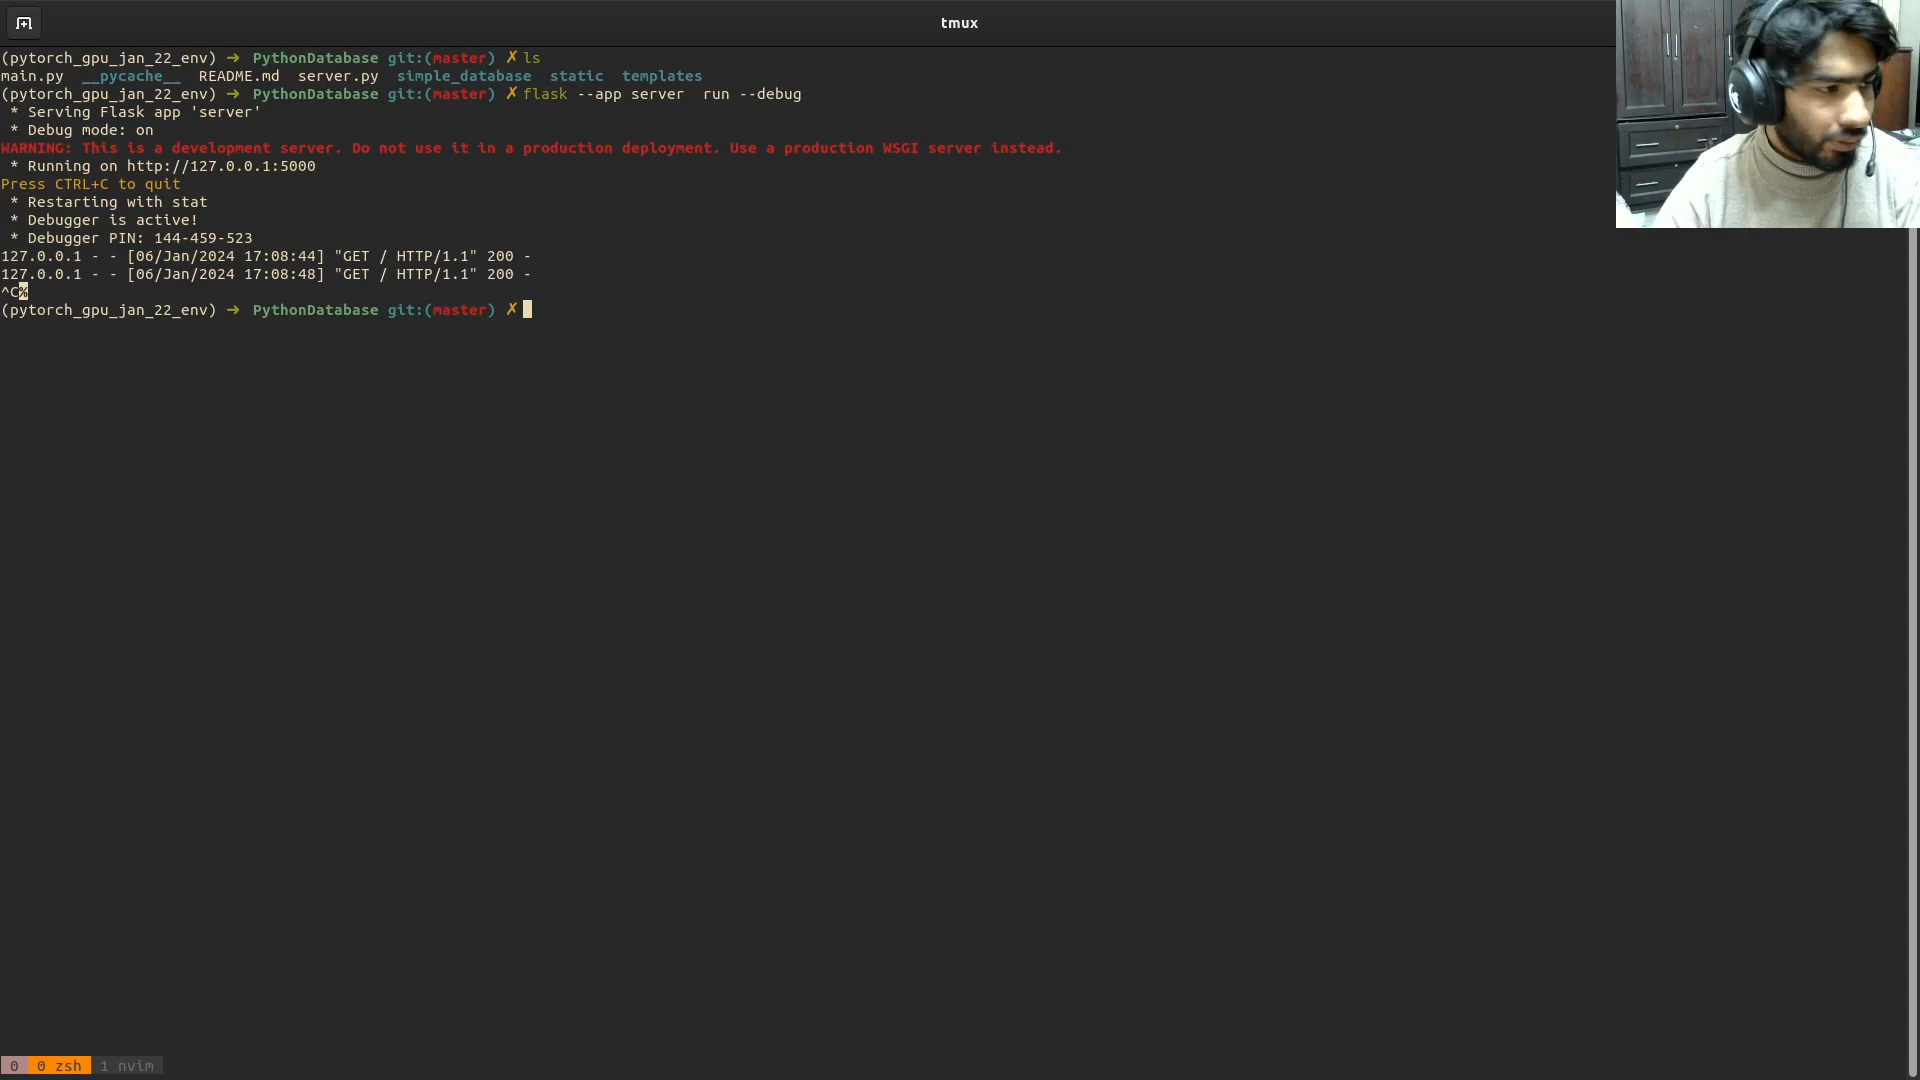 tmux
(pytorch_gpu_jan_22_env) ➜ PythonDatabase git:(master) ✗ ls
main.py __pycache__ README.md server.py simple_database static templates
(pytorch_gpu_jan_22_env) ➜ PythonDatabase git:(master) ✗ flask --app server  run --debug
 * Serving Flask app 'server'
 * Debug mode: on
WARNING: This is a development server. Do not use it in a production deployment. Use a production WSGI server instead.
 * Running on http://127.0.0.1:5000
Press CTRL+C to quit
 * Restarting with stat
 * Debugger is active!
 * Debugger PIN: 144-459-523
127.0.0.1 - - [06/Jan/2024 17:08:44] "GET / HTTP/1.1" 200 -
127.0.0.1 - - [06/Jan/2024 17:08:48] "GET / HTTP/1.1" 200 -
^C%
(pytorch_gpu_jan_22_env) ➜ PythonDatabase git:(master) ✗
0 0 zsh 1 nvim